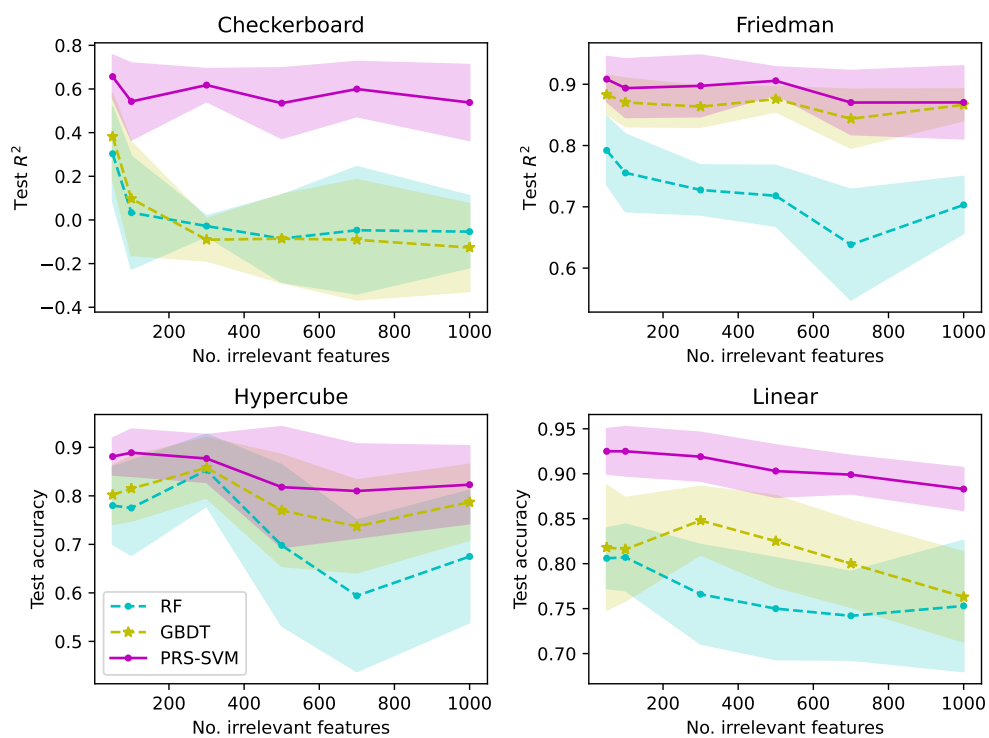 Checkerboard
0.8
0.6
0.4
0.2
0.0
−0.2
−0.4
Test R²
200
400
600
800
1000
No. irrelevant features
Friedman
0.9
0.8
0.7
0.6
Test R²
200
400
600
800
1000
No. irrelevant features
Hypercube
0.9
0.8
0.7
0.6
0.5
Test accuracy
RF
GBDT
PRS-SVM
200
400
600
800
1000
No. irrelevant features
Linear
0.95
0.90
0.85
0.80
0.75
0.70
Test accuracy
200
400
600
800
1000
No. irrelevant features